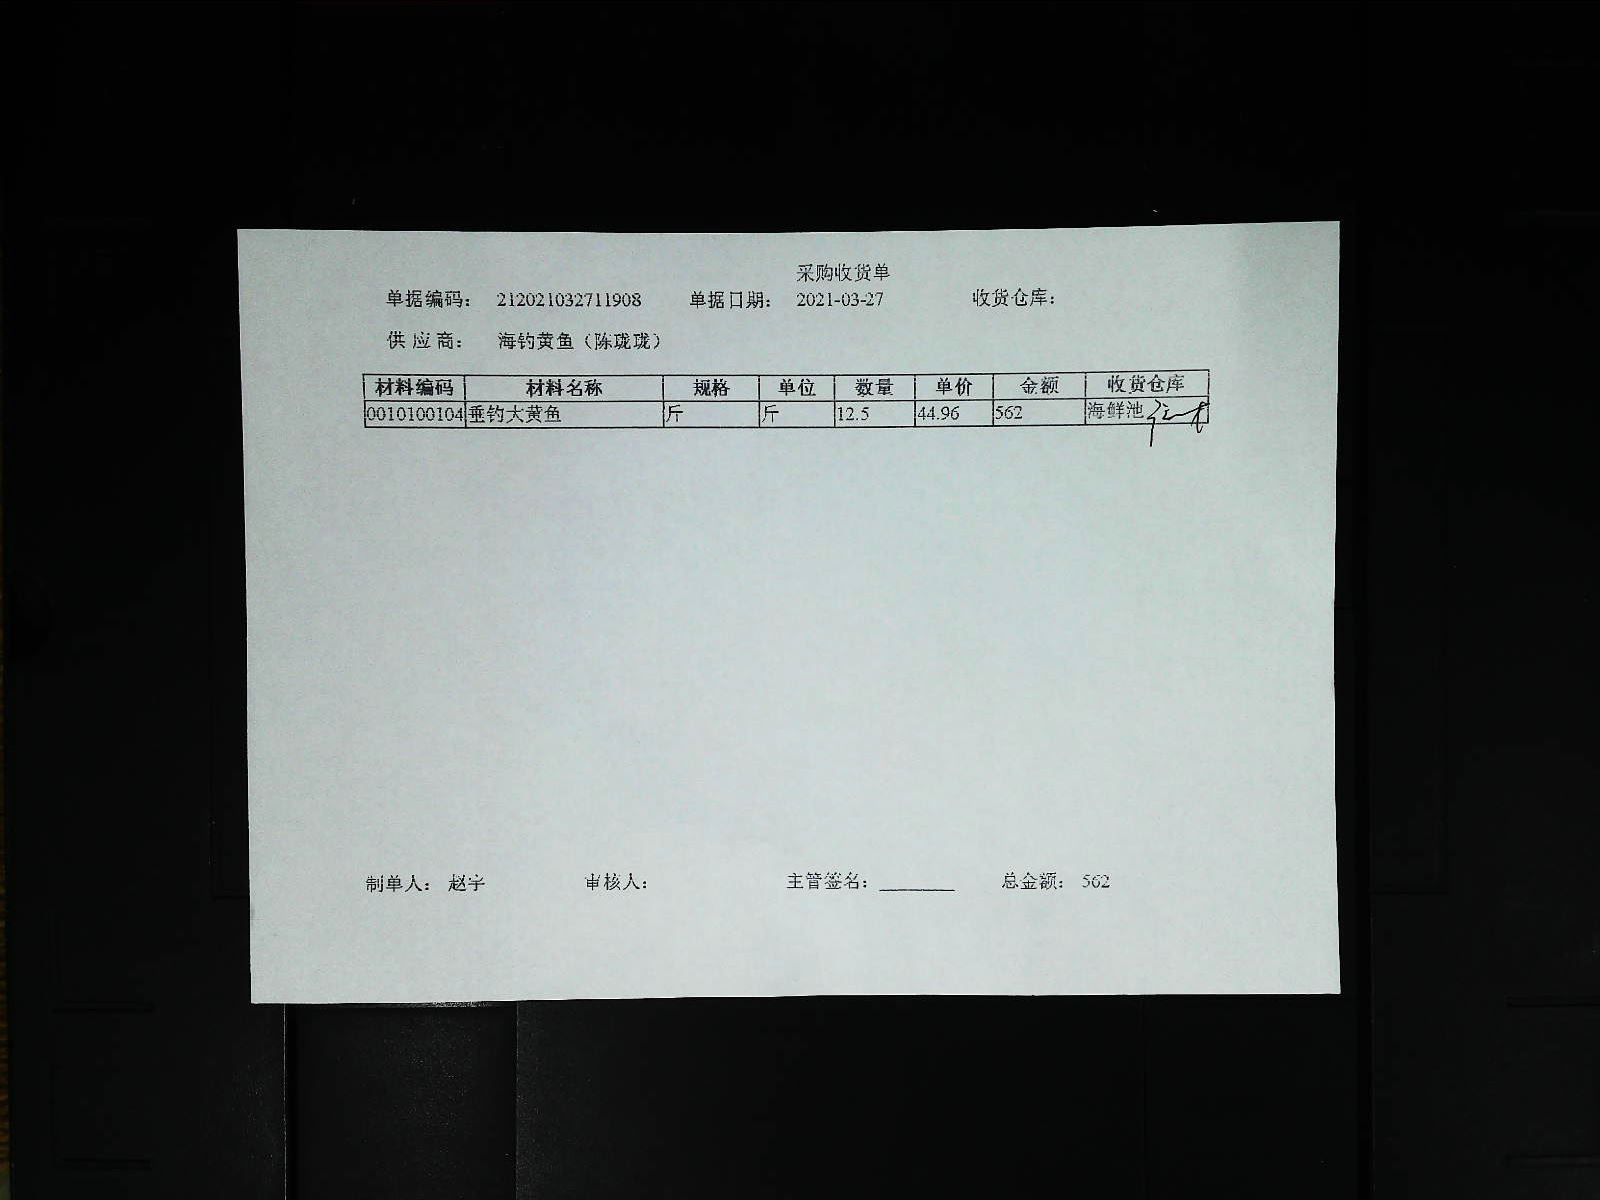 采购收货单
单据编码： 212021032711908 单据日期： 2021-03-27 收货仓库：
供 应 商： 海钓黄鱼（陈珑珑）
材料编码 材料名称 规格 单位 数量 单价 金额 收货仓库
0010100104 垂钓大黄鱼 斤 斤 12.5 44.96 562 海鲜池
制单人： 赵宇 审核人： 主管签名： 总金额： 562